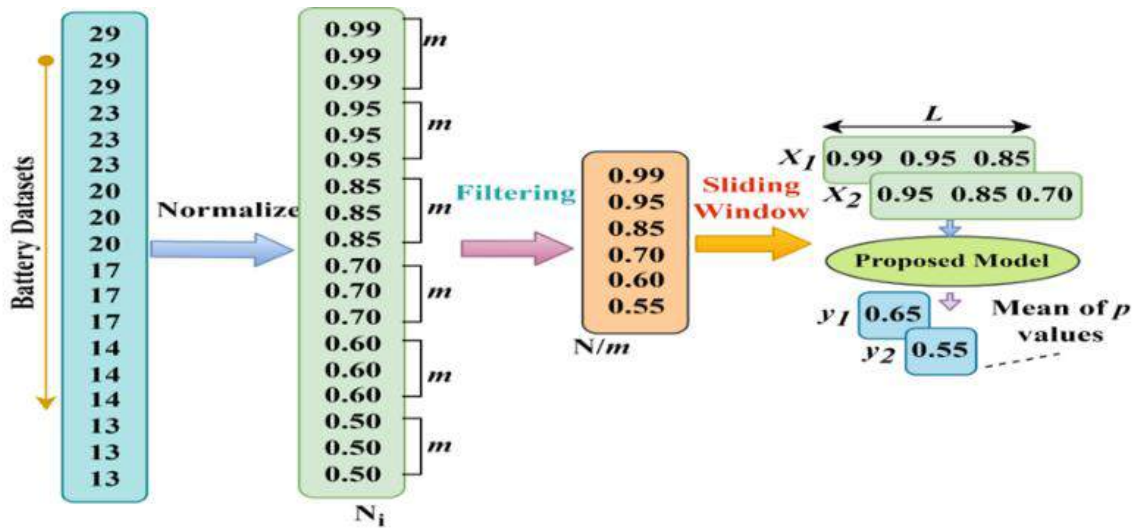 Battery Datasets
29
29
29
23
23
23
20
20
20
17
17
17
14
14
14
13
13
13
Normalize
0.99
0.99
0.99
0.95
0.95
0.95
0.85
0.85
0.85
0.70
0.70
0.70
0.60
0.60
0.60
0.50
0.50
0.50
m
m
m
m
m
m
Ni
Filtering
0.99
0.95
0.85
0.70
0.60
0.55
N/m
Sliding
Window
L
X1 0.99 0.95 0.85
X2 0.95 0.85 0.70
Proposed Model
y1 0.65
y2 0.55
Mean of p
values